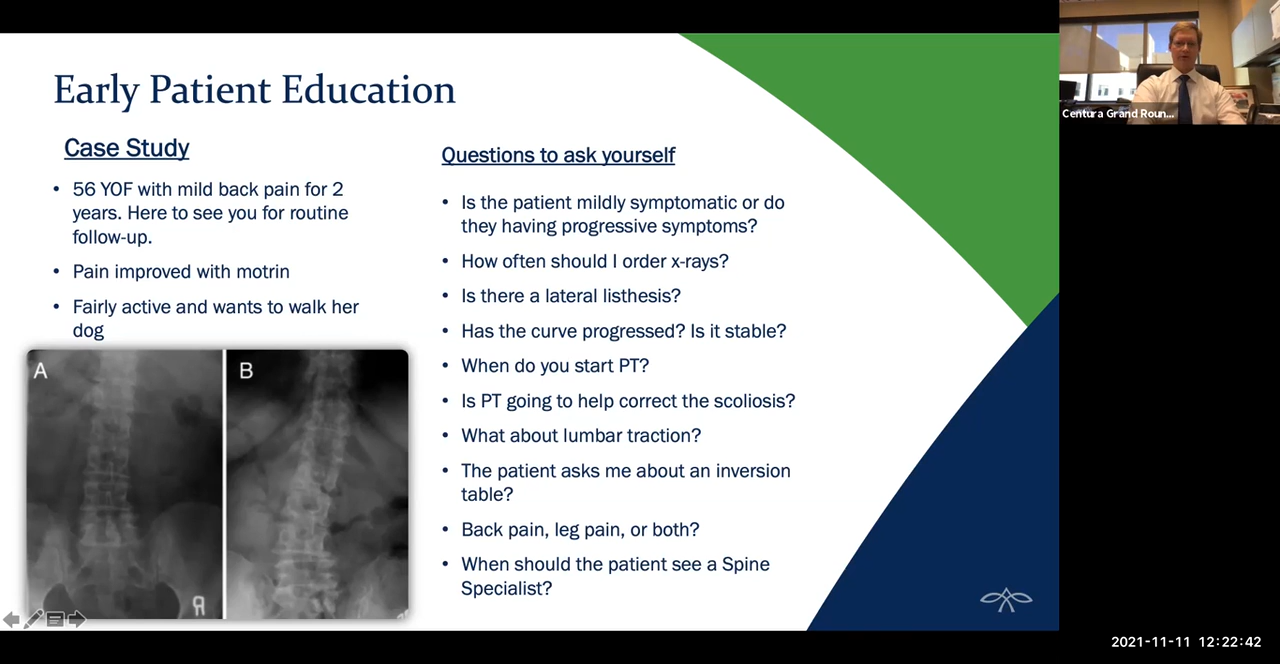 Early Patient Education
Case Study
• 56 YOF with mild back pain for 2
years. Here to see you for routine
follow-up.
• Pain improved with motrin
• Fairly active and wants to walk her
dog
A
B
R
Questions to ask yourself
• Is the patient mildly symptomatic or do
they having progressive symptoms?
• How often should I order x-rays?
• Is there a lateral listhesis?
• Has the curve progressed? Is it stable?
• When do you start PT?
• Is PT going to help correct the scoliosis?
• What about lumbar traction?
• The patient asks me about an inversion
table?
• Back pain, leg pain, or both?
• When should the patient see a Spine
Specialist?
Centura Grand Roun...
2021-11-11 12:22:42